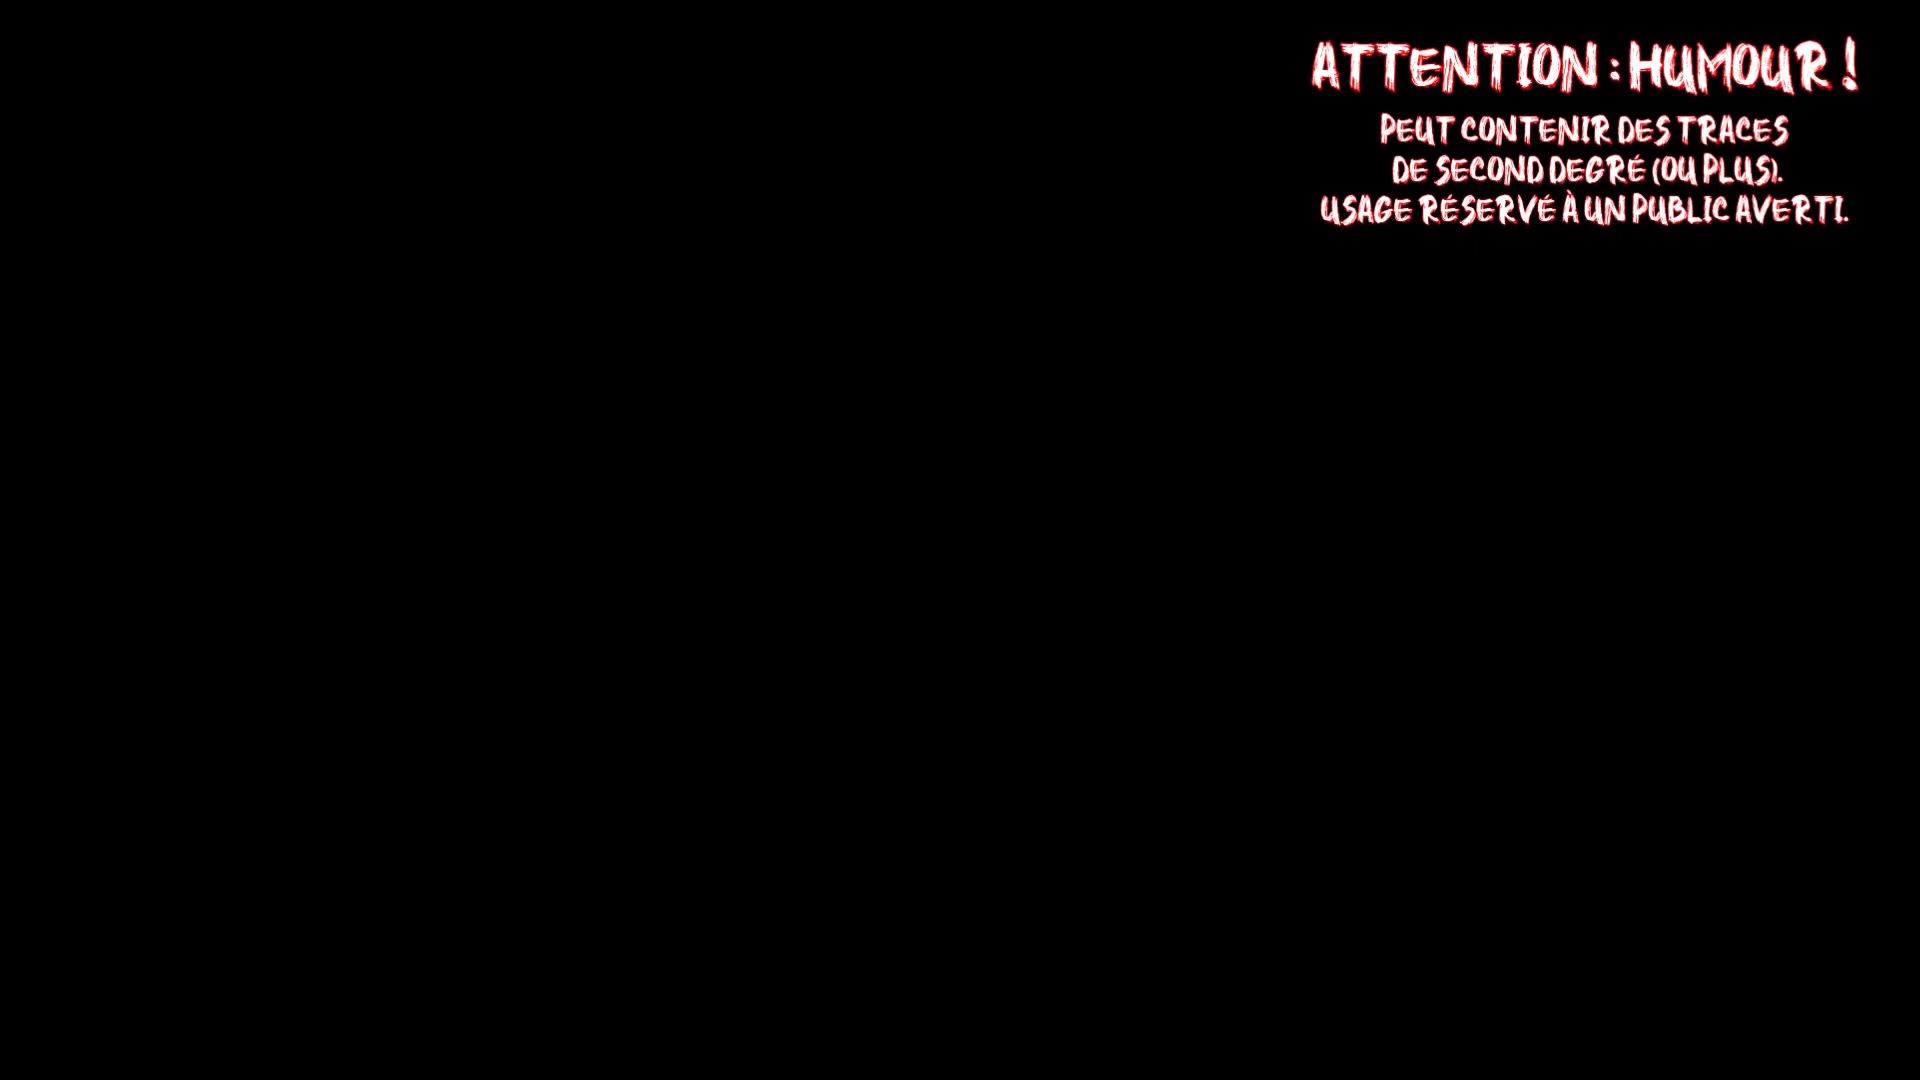 ATTENTION : HUMOUR !
PEUT CONTENIR DES TRACES
DE SECOND DEGRÉ (OU PLUS).
USAGE RÉSERVÉ À UN PUBLIC AVERTI.